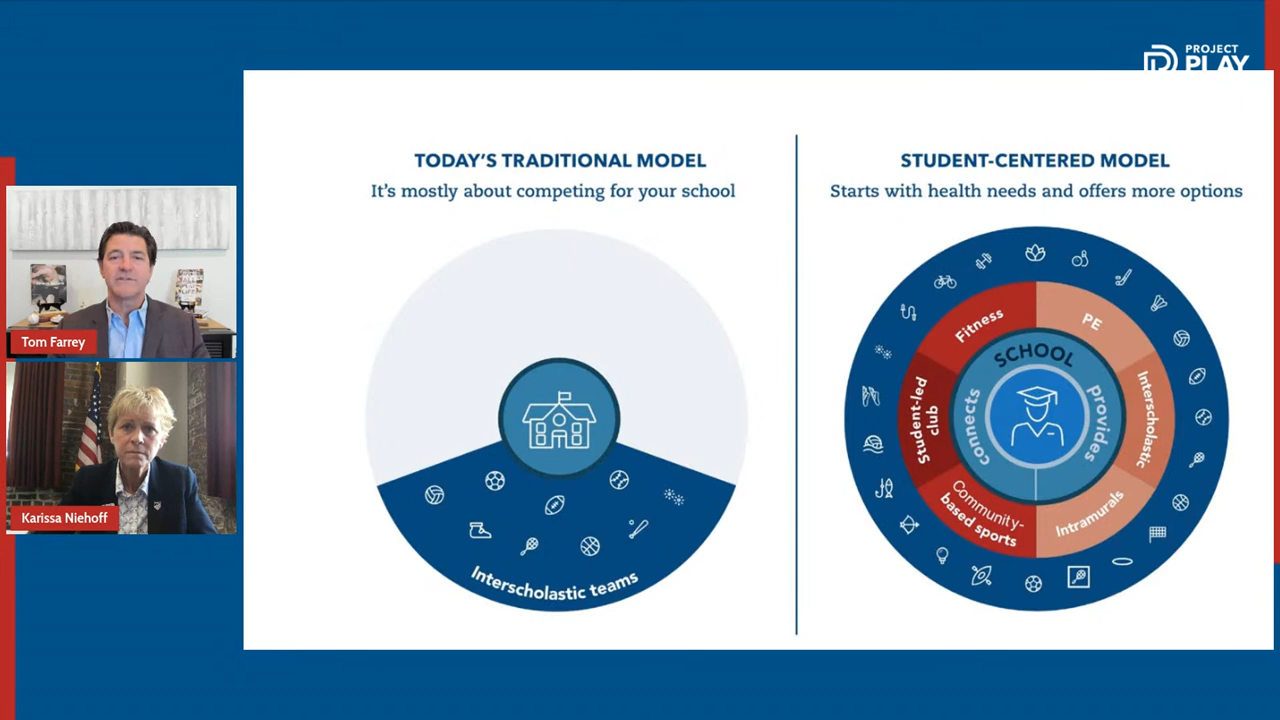 PROJECT
PLAY
TODAY'S TRADITIONAL MODEL
It's mostly about competing for your school
Interscholastic teams
STUDENT-CENTERED MODEL
Starts with health needs and offers more options
SCHOOL
connects
provides
Fitness
PE
Interscholastic
Intramurals
Community-
based sports
Student-led
club
Tom Farrey
Karissa Niehoff